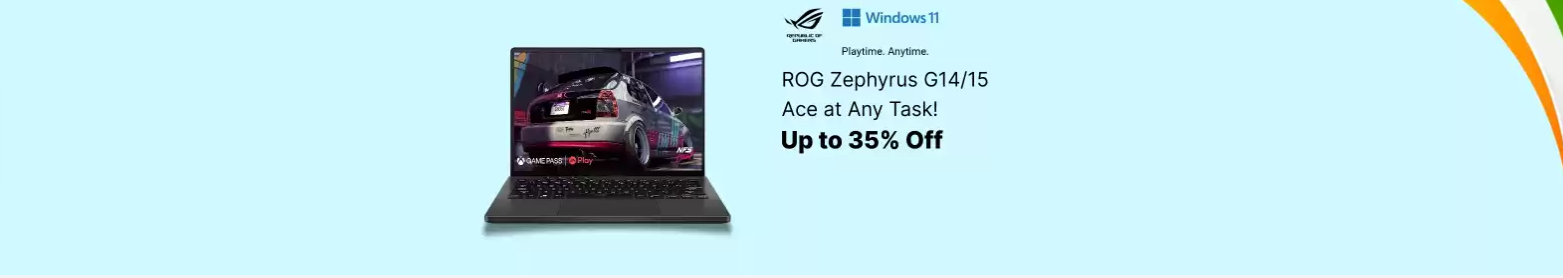 REPUBLIC OF
GAMERS
Windows 11
Playtime. Anytime.
ROG Zephyrus G14/15
Ace at Any Task!
Up to 35% Off
GAME PASS
Play
NFS